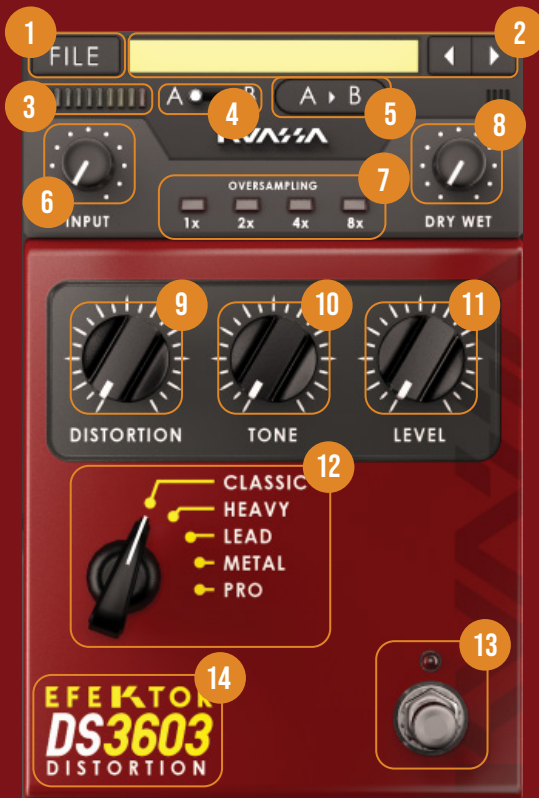 1
2
FILE
3
4
5
A B
A B
8
6
7
INPUT
OVERSAMPLING
1x 2x 4x 8x
DRY WET
9
10
11
DISTORTION
TONE
LEVEL
12
CLASSIC
HEAVY
LEAD
METAL
PRO
13
14
EFEKTOR
DS3603
DISTORTION